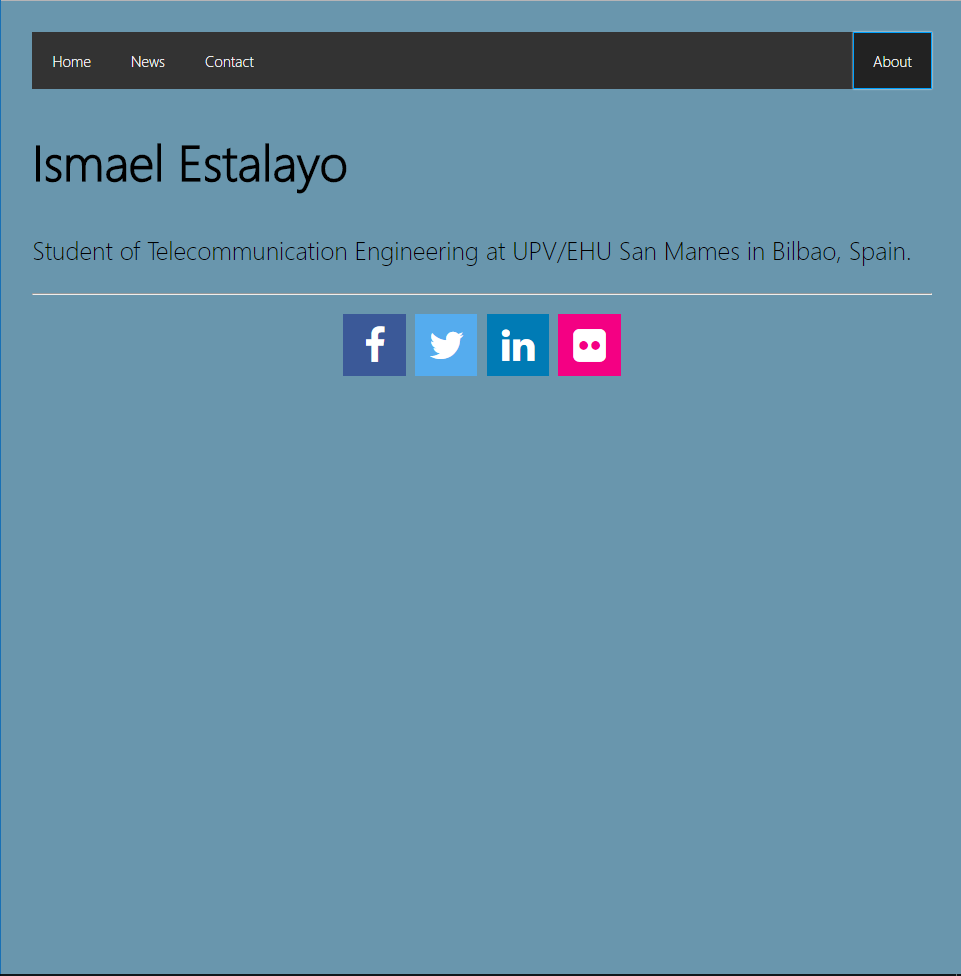 Home News Contact About
Ismael Estalayo
Student of Telecommunication Engineering at UPV/EHU San Mames in Bilbao, Spain.
f in